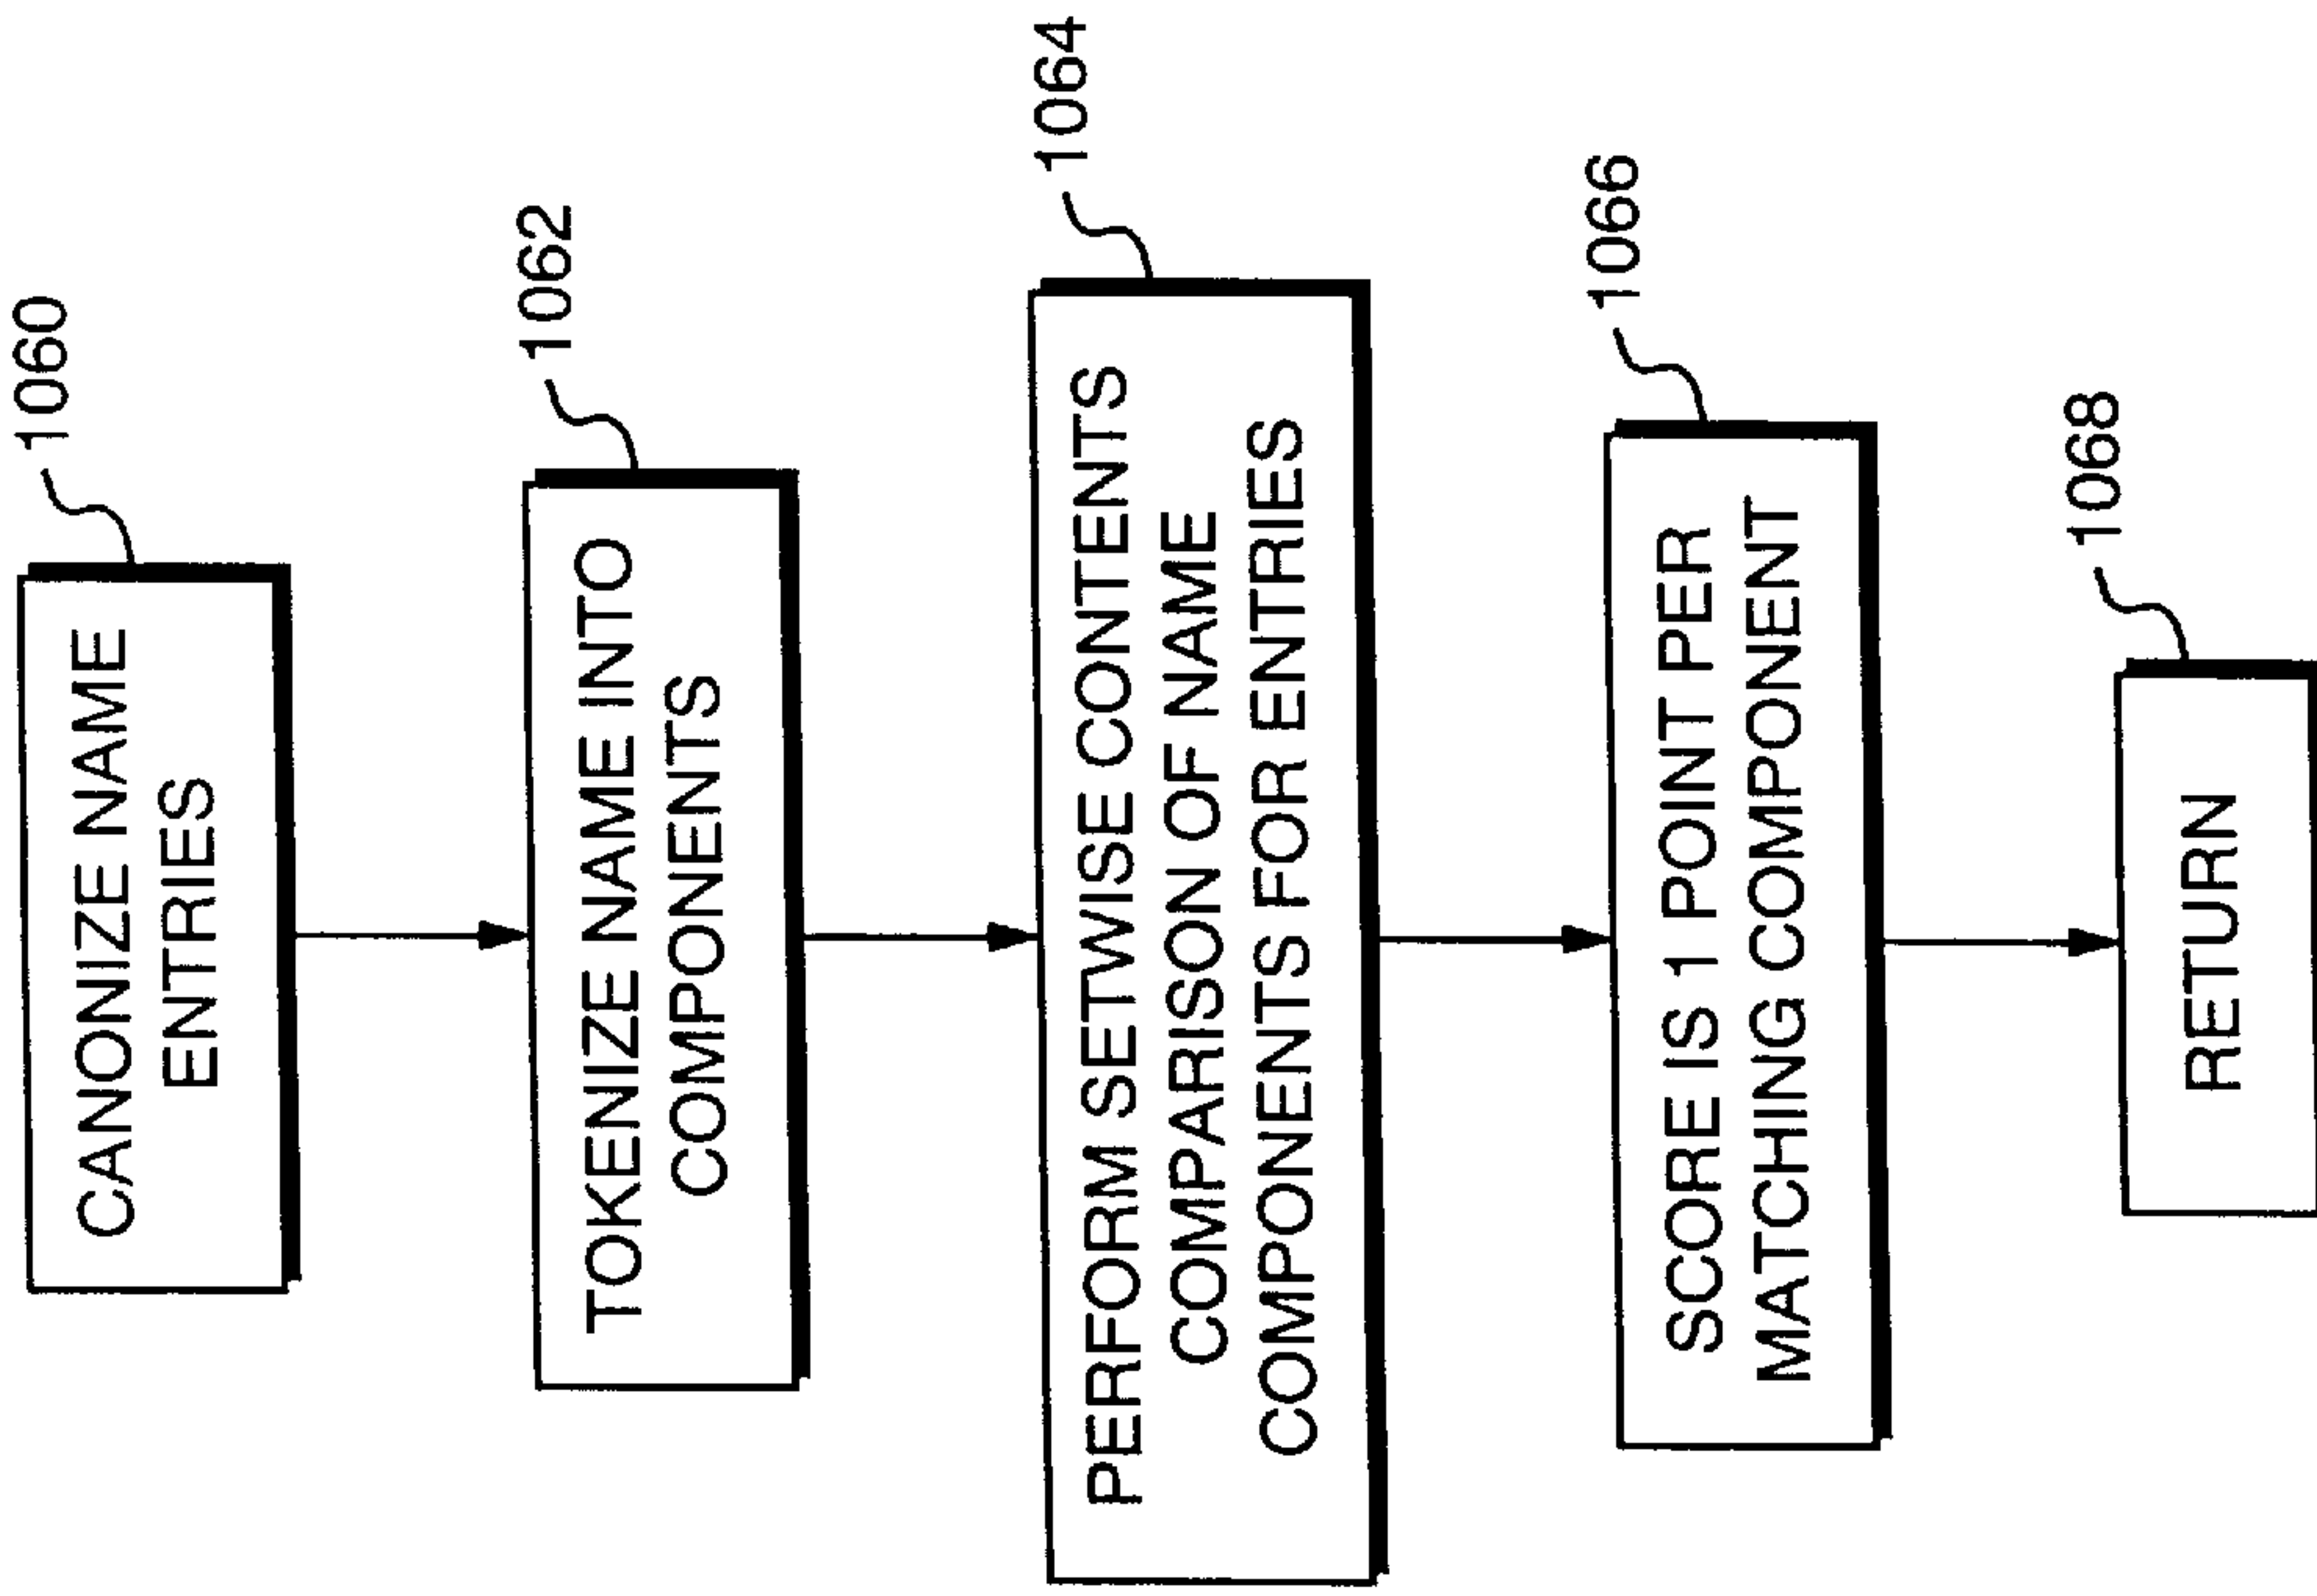 1060
CANONIZE NAME
ENTRIES
1062
TOKENIZE NAME INTO
COMPONENTS
1064
PERFORM SETWISE CONTENTS
COMPARISON OF NAME
COMPONENTS FOR ENTRIES
1066
SCORE IS 1 POINT PER
MATCHING COMPONENT
1068
RETURN